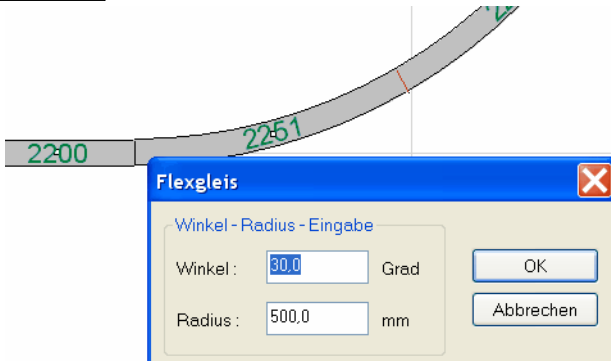 2251
2200
Flexgleis
Winkel - Radius - Eingabe
Winkel : 30,0 Grad OK
Radius : 500,0 mm Abbrechen